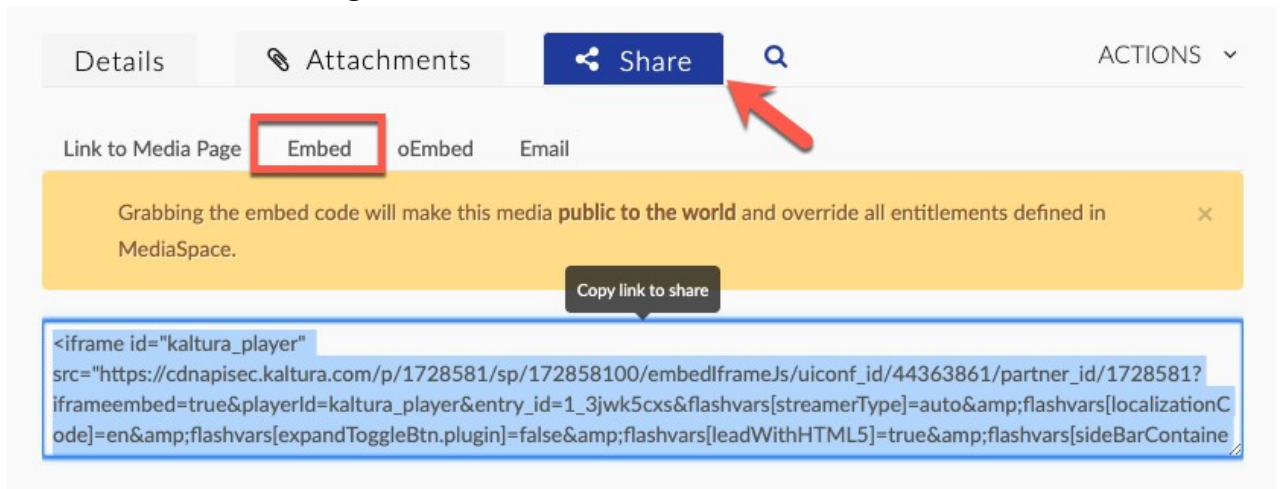 Details Attachments Share ACTIONS
Link to Media Page Embed oEmbed Email
Grabbing the embed code will make this media public to the world and override all entitlements defined in
MediaSpace.
Copy link to share
<iframe id="kaltura_player"
src="https://cdnapisec.kaltura.com/p/1728581/sp/172858100/embedIframeJs/uiconf_id/44363861/partner_id/1728581?
iframeembed=true&playerId=kaltura_player&entry_id=1_3jwk5cxs&flashvars[streamerType]=auto&amp;flashvars[localizationC
ode]=en&amp;flashvars[expandToggleBtn.plugin]=false&amp;flashvars[leadWithHTML5]=true&amp;flashvars[sideBarContaine